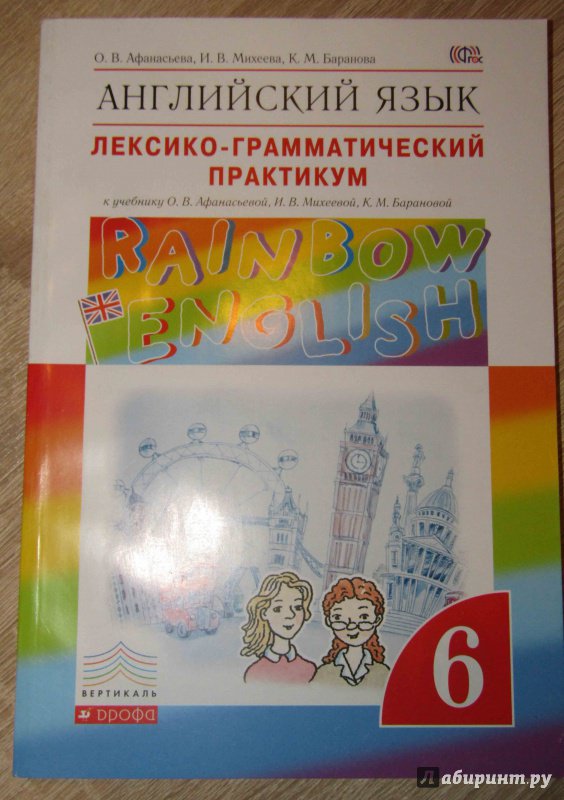 О. В. Афанасьева, И. В. Михеева, К. М. Баранова
ФГОС
АНГЛИЙСКИЙ ЯЗЫК
ЛЕКСИКО-ГРАММАТИЧЕСКИЙ
ПРАКТИКУМ
к учебнику О. В. Афанасьевой, И. В. Михеевой, К. М. Барановой
RAINBOW
ENGLISH
6
ВЕРТИКАЛЬ
дрофа
Лабиринт.ру